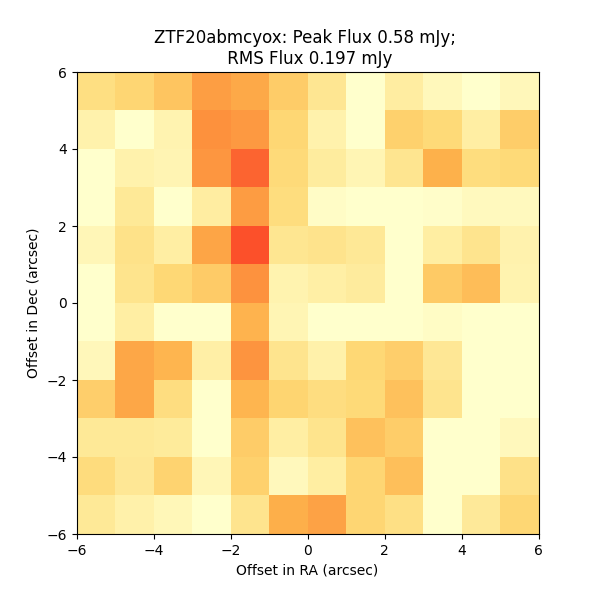 ZTF20abmcyox: Peak Flux 0.58 mJy;
RMS Flux 0.197 mJy
6
4
2
0
−2
−4
−6
Offset in Dec (arcsec)
−6 −4 −2 0 2 4 6
Offset in RA (arcsec)